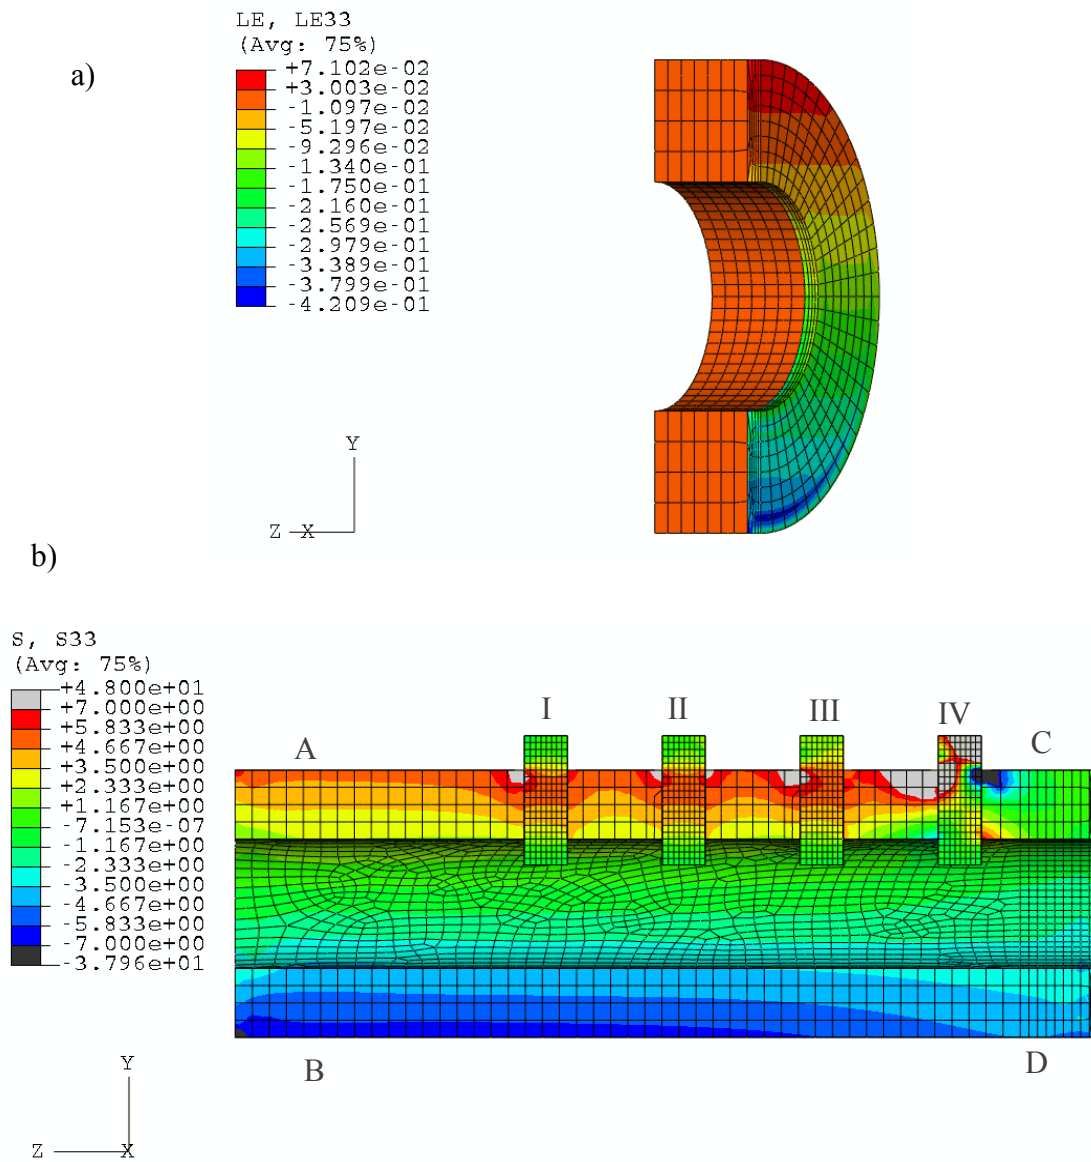 LE, LE33
(Avg: 75%)
a)
+7.102e-02
+3.003e-02
-1.097e-02
-5.197e-02
-9.296e-02
-1.340e-01
-1.750e-01
-2.160e-01
-2.569e-01
-2.979e-01
-3.389e-01
-3.799e-01
-4.209e-01
Y
Z X
b)
S, S33
(Avg: 75%)
+4.800e+01
+7.000e+00
+5.833e+00
+4.667e+00
+3.500e+00
+2.333e+00
+1.167e+00
-7.153e-07
-1.167e+00
-2.333e+00
-3.500e+00
-4.667e+00
-5.833e+00
-7.000e+00
-3.796e+01
I II III IV
A C
B D
Y
Z X